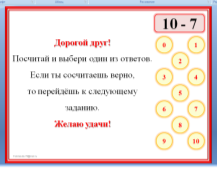 10 - 7
Дорогой друг!
Посчитай и выбери один из ответов.
Если ты сосчитаешь верно,
то перейдёшь к следующему
заданию.
Желаю удачи!
0
1
2
3
4
5
6
7
8
9
10